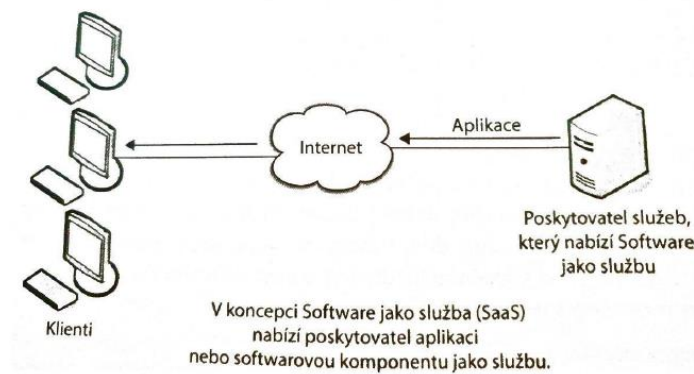 Aplikace
Internet
Poskytovatel služeb,
který nabízí Software
jako službu
Klienti
V koncepci Software jako služba (SaaS)
nabízí poskytovatel aplikaci
nebo softwarovou komponentu jako službu.